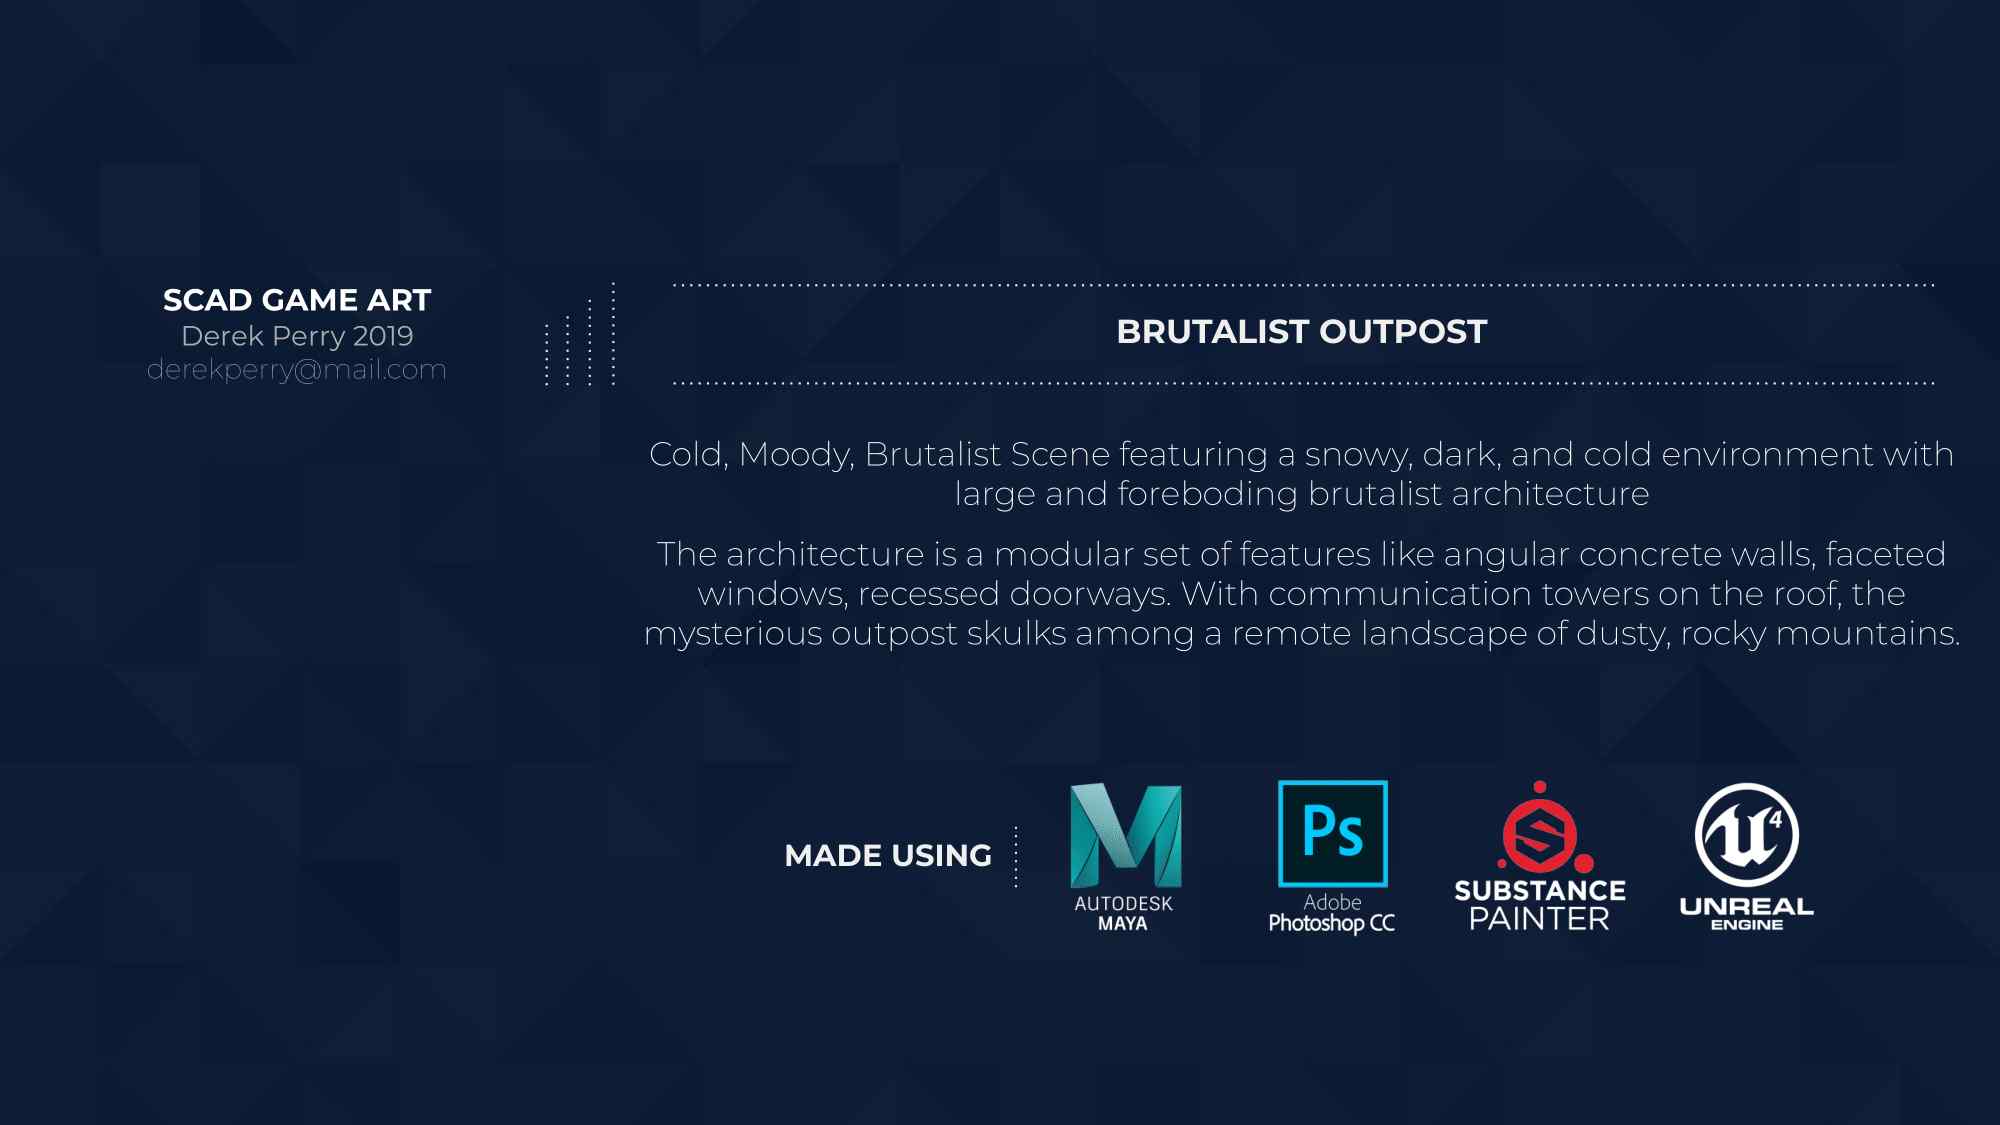 SCAD GAME ART
Derek Perry 2019
derekperry@mail.com
BRUTALIST OUTPOST
Cold, Moody, Brutalist Scene featuring a snowy, dark, and cold environment with
large and foreboding brutalist architecture
The architecture is a modular set of features like angular concrete walls, faceted
windows, recessed doorways. With communication towers on the roof, the
mysterious outpost skulks among a remote landscape of dusty, rocky mountains.
MADE USING
AUTODESK
MAYA
Ps
Adobe
Photoshop CC
SUBSTANCE
PAINTER
U4
UNREAL
ENGINE